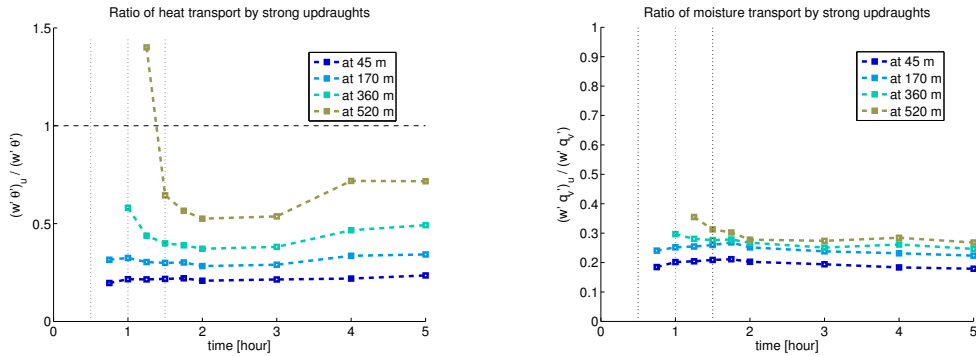 Ratio of heat transport by strong updraughts
1.5
1
0.5
0
(w' θ')u / (w' θ')
at 45 m
at 170 m
at 360 m
at 520 m
0 1 2 3 4 5
time [hour]
Ratio of moisture transport by strong updraughts
1
0.9
0.8
0.7
0.6
0.5
0.4
0.3
0.2
0.1
0
(w' qv')u / (w' qv')
at 45 m
at 170 m
at 360 m
at 520 m
0 1 2 3 4 5
time [hour]